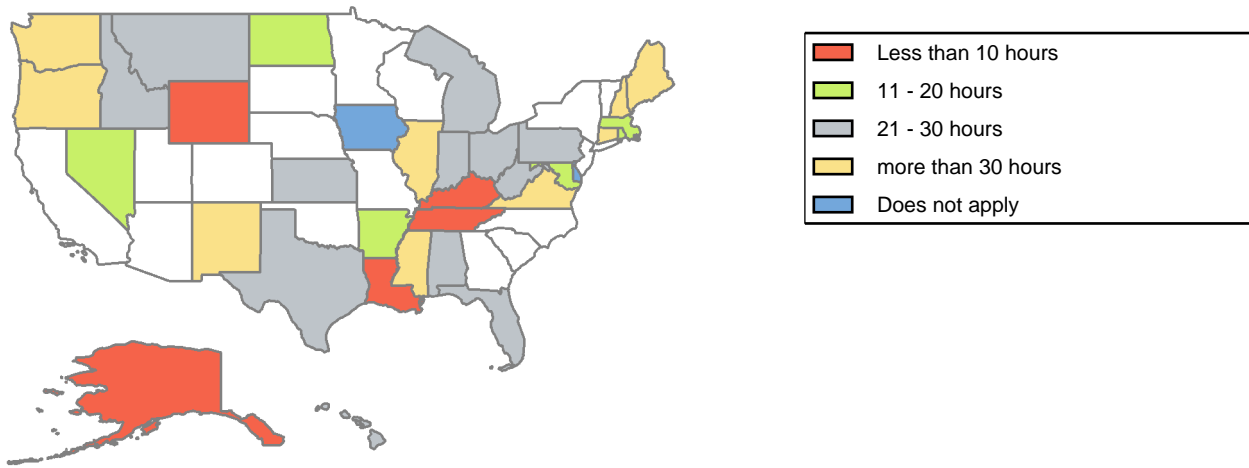 Less than 10 hours
11 - 20 hours
21 - 30 hours
more than 30 hours
Does not apply